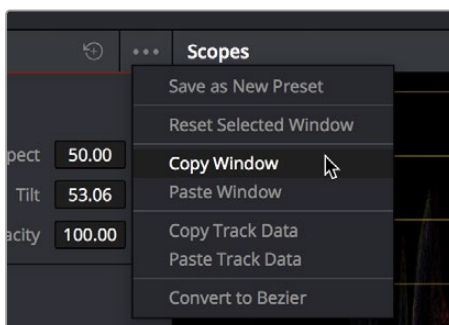 Scopes
Save as New Preset
Reset Selected Window
pect 50.00
Copy Window
Tilt 53.06
Paste Window
acity 100.00
Copy Track Data
Paste Track Data
Convert to Bezier